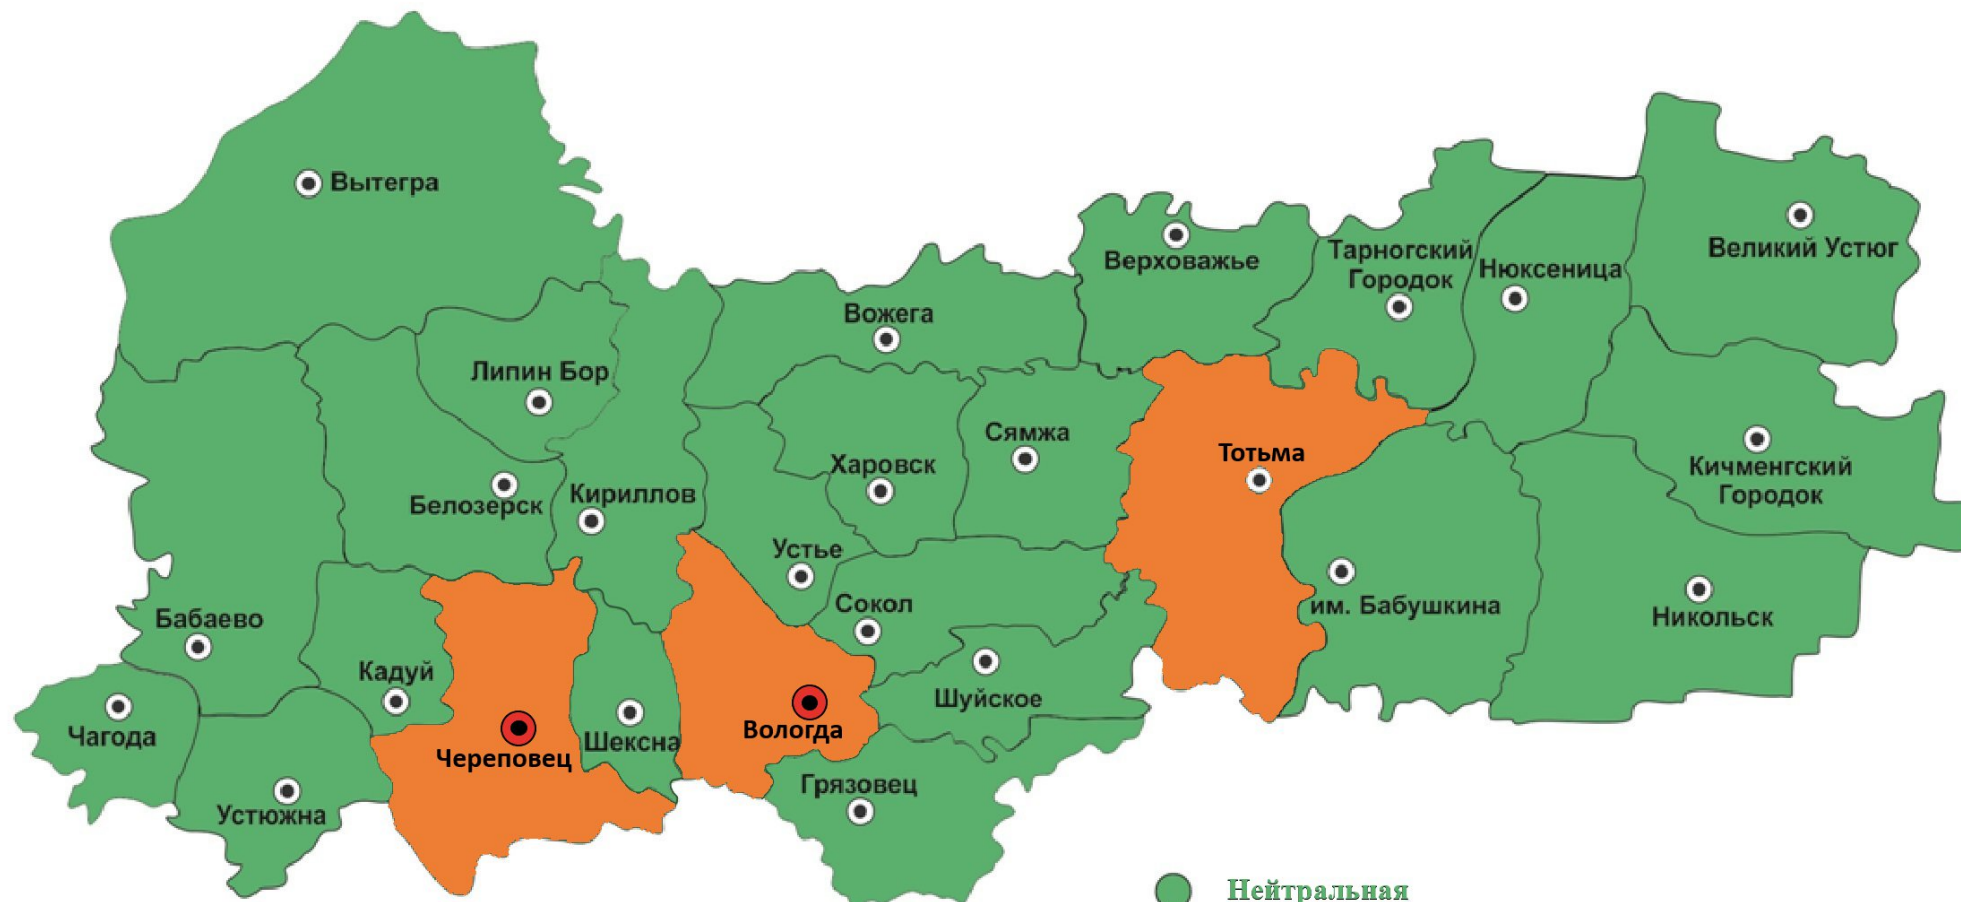 Вытегра
Великий Устюг
Верховажье
Тарногский
Городок
Нюксеница
Вожега
Липин Бор
Сямжа
Тотьма
Харовск
Кичменгский
Городок
Белозерск
Кириллов
Устье
Сокол
им. Бабушкина
Никольск
Бабаево
Кадуй
Шуйское
Чагода
Череповец
Шексна
Вологда
Грязовец
Устюжна
Нейтральная